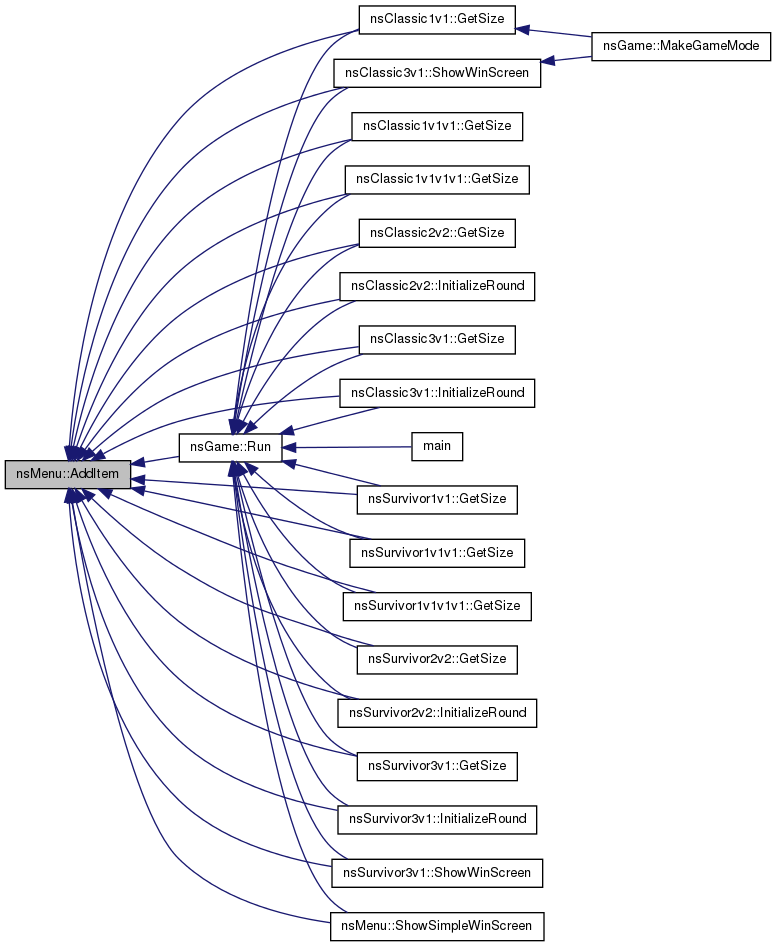 nsClassic1v1::GetSize
nsGame::MakeGameMode
nsClassic3v1::ShowWinScreen
nsClassic1v1v1::GetSize
nsClassic1v1v1v1::GetSize
nsClassic2v2::GetSize
nsClassic2v2::InitializeRound
nsClassic3v1::GetSize
nsClassic3v1::InitializeRound
nsGame::Run
main
nsMenu::AddItem
nsSurvivor1v1::GetSize
nsSurvivor1v1v1::GetSize
nsSurvivor1v1v1v1::GetSize
nsSurvivor2v2::GetSize
nsSurvivor2v2::InitializeRound
nsSurvivor3v1::GetSize
nsSurvivor3v1::InitializeRound
nsSurvivor3v1::ShowWinScreen
nsMenu::ShowSimpleWinScreen